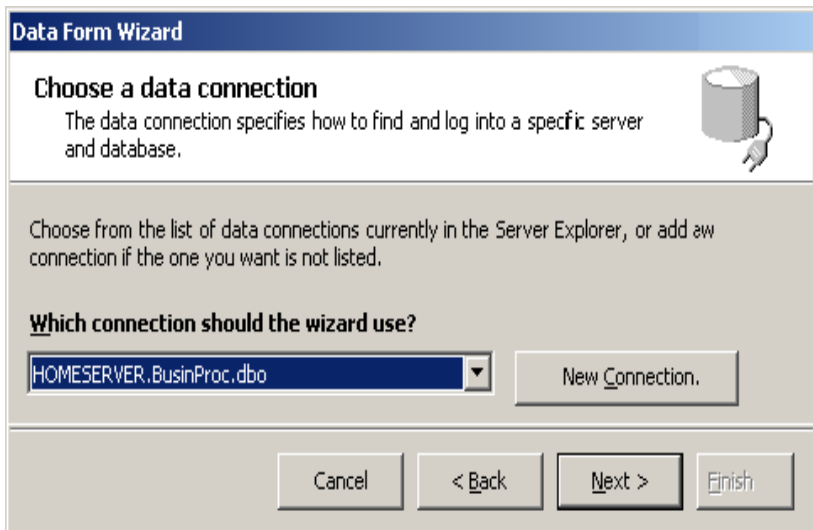 Data Form Wizard
Choose a data connection
The data connection specifies how to find and log into a specific server
and database.
Choose from the list of data connections currently in the Server Explorer, or add aw
connection if the one you want is not listed.
Which connection should the wizard use?
HOMESERVER.BusinProc.dbo
New Connection.
Cancel
< Back
Next >
Finish